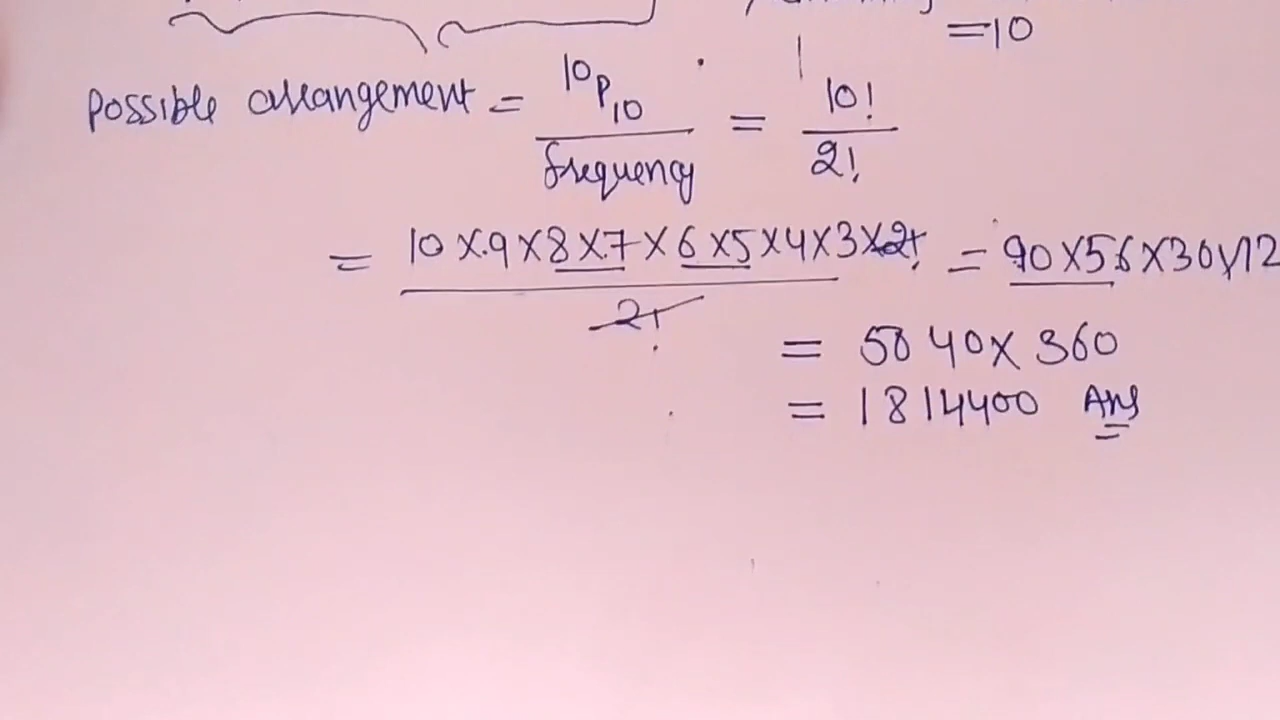 =10
possible arrangement = ¹⁰P₁₀ / frequency = 10! / 2!
= 10 x 9 x 8 x 7 x 6 x 5 x 4 x 3 x 2! / 2! = 90 x 56 x 30 x 12
= 5040 x 360
= 1814400 Ans